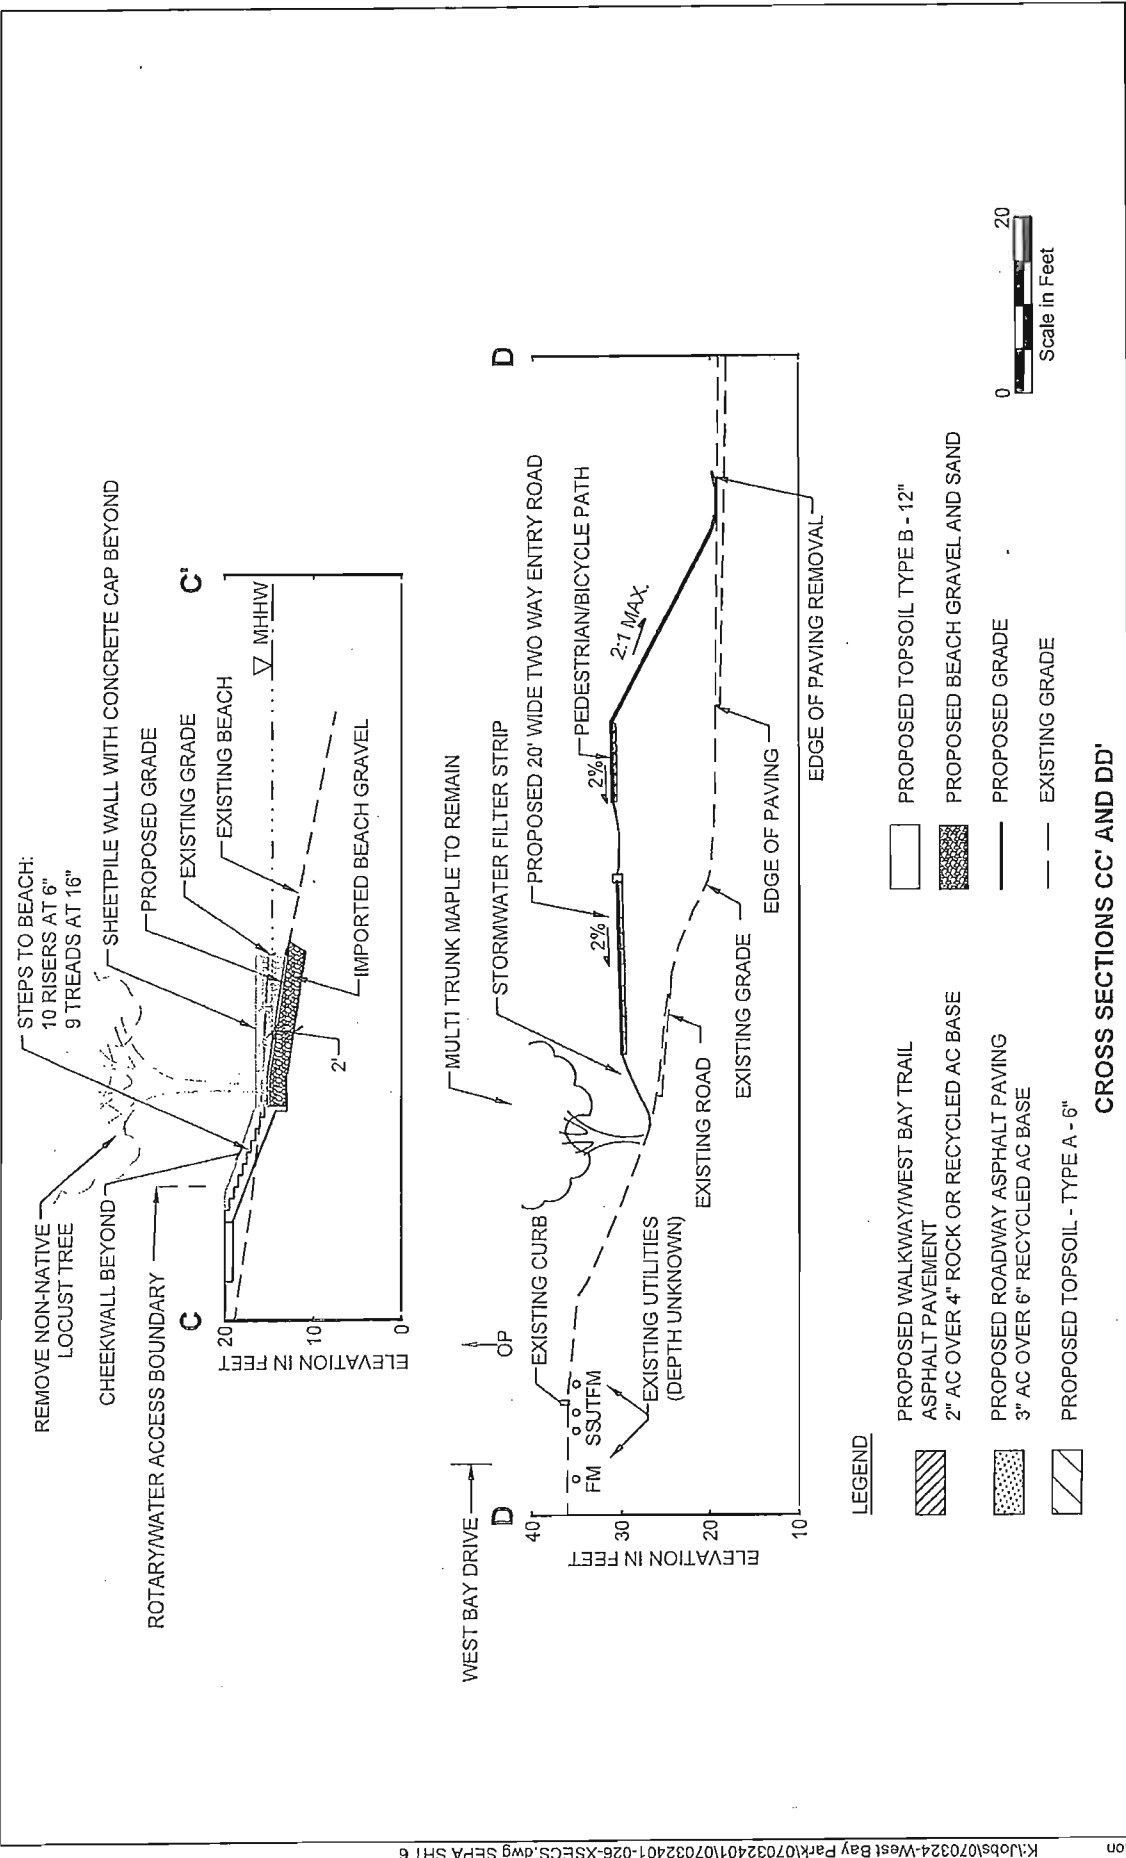 STEPS TO BEACH:
10 RISERS AT 6"
9 TREADS AT 16"
REMOVE NON-NATIVE
LOCUST TREE
SHEETPILE WALL WITH CONCRETE CAP BEYOND
CHEEKWALL BEYOND
PROPOSED GRADE
ROTARY/WATER ACCESS BOUNDARY
EXISTING GRADE
EXISTING BEACH
C
C'
MHHW
20
10
0
ELEVATION IN FEET
2'
IMPORTED BEACH GRAVEL
MULTI TRUNK MAPLE TO REMAIN
WEST BAY DRIVE
OP
STORMWATER FILTER STRIP
D
D
EXISTING CURB
PROPOSED 20' WIDE TWO WAY ENTRY ROAD
PEDESTRIAN/BICYCLE PATH
40
30
20
10
ELEVATION IN FEET
FM
SSUTFM
2%
2%
2:1 MAX.
EXISTING UTILITIES
(DEPTH UNKNOWN)
EXISTING ROAD
EXISTING GRADE
EDGE OF PAVING
EDGE OF PAVING REMOVAL
LEGEND
PROPOSED WALKWAY/WEST BAY TRAIL
ASPHALT PAVEMENT
2" AC OVER 4" ROCK OR RECYCLED AC BASE
PROPOSED ROADWAY ASPHALT PAVING
3" AC OVER 6" RECYCLED AC BASE
PROPOSED TOPSOIL - TYPE A - 6"
PROPOSED TOPSOIL TYPE B - 12"
PROPOSED BEACH GRAVEL AND SAND
PROPOSED GRADE
EXISTING GRADE
0
20
Scale in Feet
CROSS SECTIONS CC' AND DD'
K:\Jobs\070324-West Bay Park\07032401\07032401-026-XSECS.dwg SEPA SHT 6
on